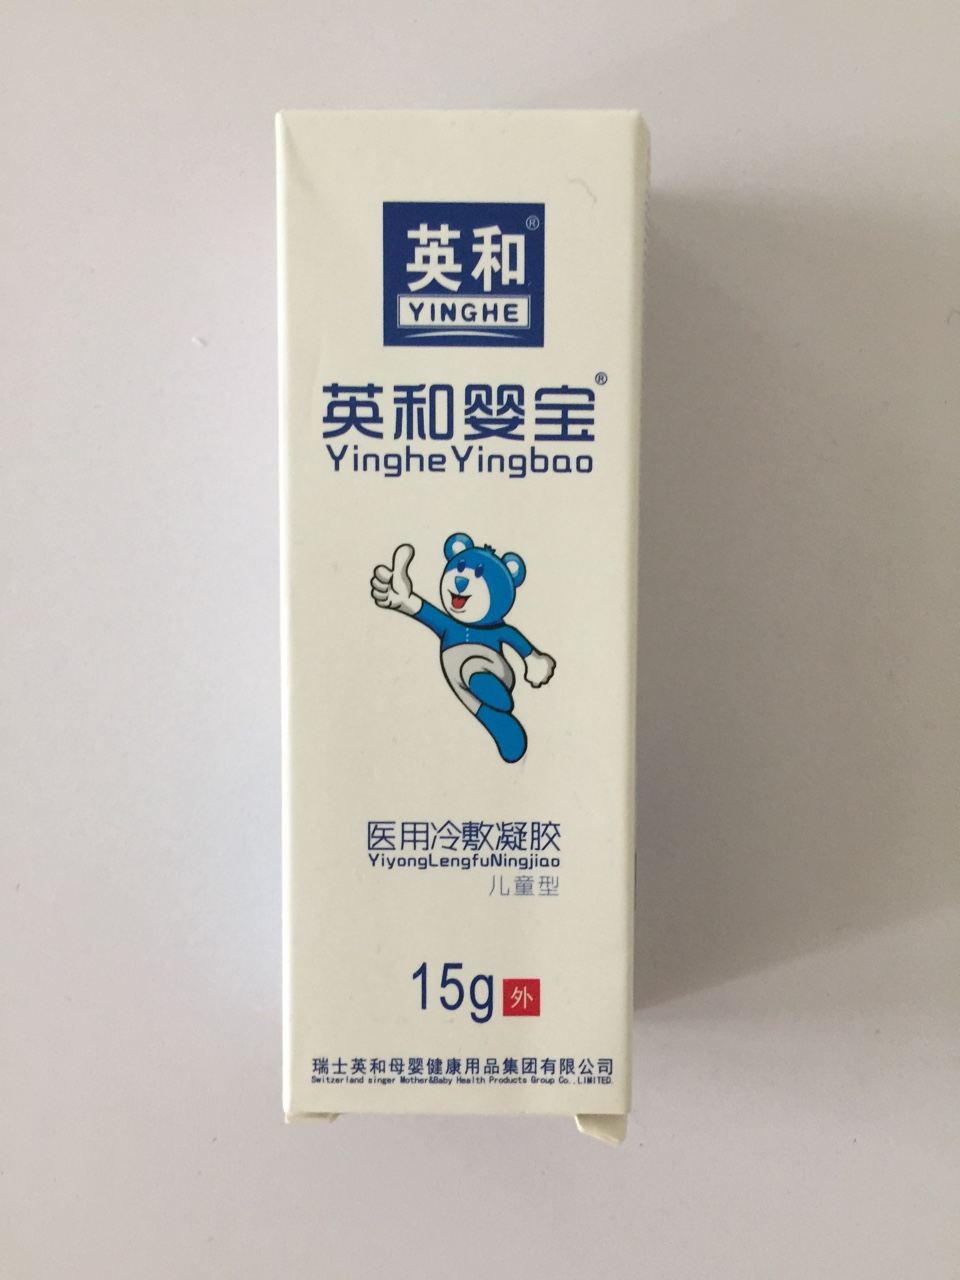 英和®
YINGHE
英和婴宝®
YingheYingbao
医用冷敷凝胶
YiyongLengfuNingjiao
儿童型
15g 外
瑞士英和母婴健康用品集团有限公司
Switzerland singer Mother&Baby Health Products Group Co.,LIMITED.